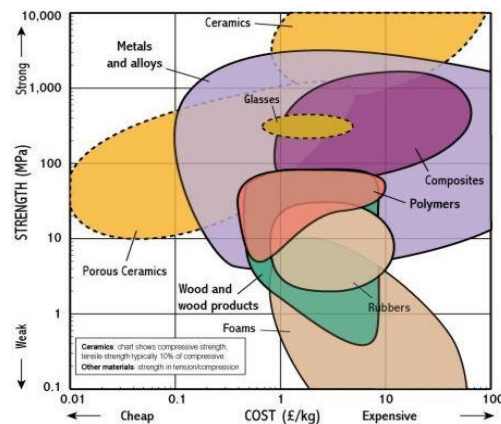 10,000
1,000
100
10
1
0.1
Strong
STRENGTH (MPa)
Weak
Ceramics
Metals
and alloys
Glasses
Composites
Polymers
Porous Ceramics
Wood and
wood products
Rubbers
Foams
Ceramics: chart shows compressive strength,
tensile strength typically 10% of compressive
Other materials: strength in tension/compression
0.01 0.1 1 10 100
Cheap COST (£/kg) Expensive